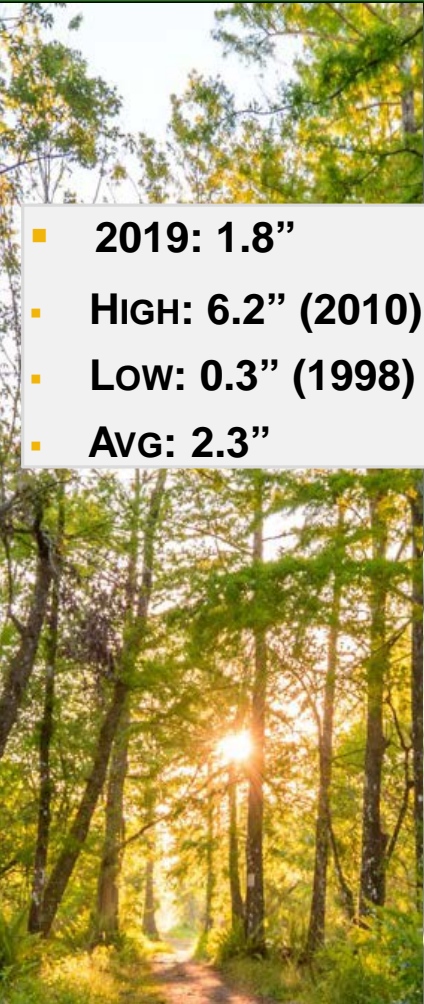 ▪ 2019: 1.8”
▪ High: 6.2” (2010)
▪ Low: 0.3” (1998)
▪ Avg: 2.3”